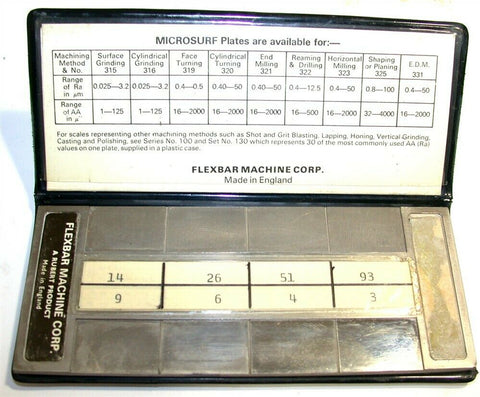 MICROSURF Plates are available for:—
Machining Method & No. Surface Grinding 315 Cylindrical Grinding 316 Face Turning 319 Cylindrical Turning 320 End Milling 321 Reaming & Drilling 322 Horizontal Milling 323 Shaping or Planing 325 E.D.M. 331
Range of Ra in µm 0.025—3.2 0.025—3.2 0.4—0.5 0.40—50 0.40—50 0.4—12.5 0.4—50 0.8—100 0.4—50
Range of AA in µ" 1—125 1—125 16—2000 16—2000 16—2000 16—500 16—2000 32—4000 16—2000
For scales representing other machining methods such as Shot and Grit Blasting. Lapping, Honing, Vertical Grinding,
Casting and Polishing, see Series No. 100 and Set No. 130 which represents 30 of the most commonly used AA (Ra)
values on one plate, supplied in a plastic case.
FLEXBAR MACHINE CORP.
Made in England
FLEXBAR MACHINE CORP.
A RUBERT PRODUCT
Made in England
14 26 51 93
9 6 4 3